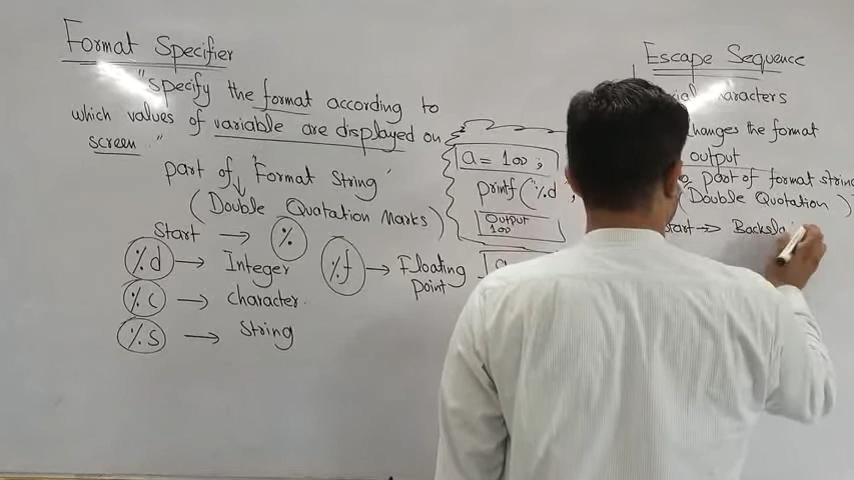 Format Specifier
"Specify the format according to
which values of variable are displayed on
screen."
part of "Format String"
(Double Quatation Marks)
Start → %
%d → Integer
%c → character
%s → string
%f → Floating
point
a = 100 ;
printf("%d
Output
100
Escape Sequence
changes the format
output
part of format string
(Double Quotation)
start → Backsla